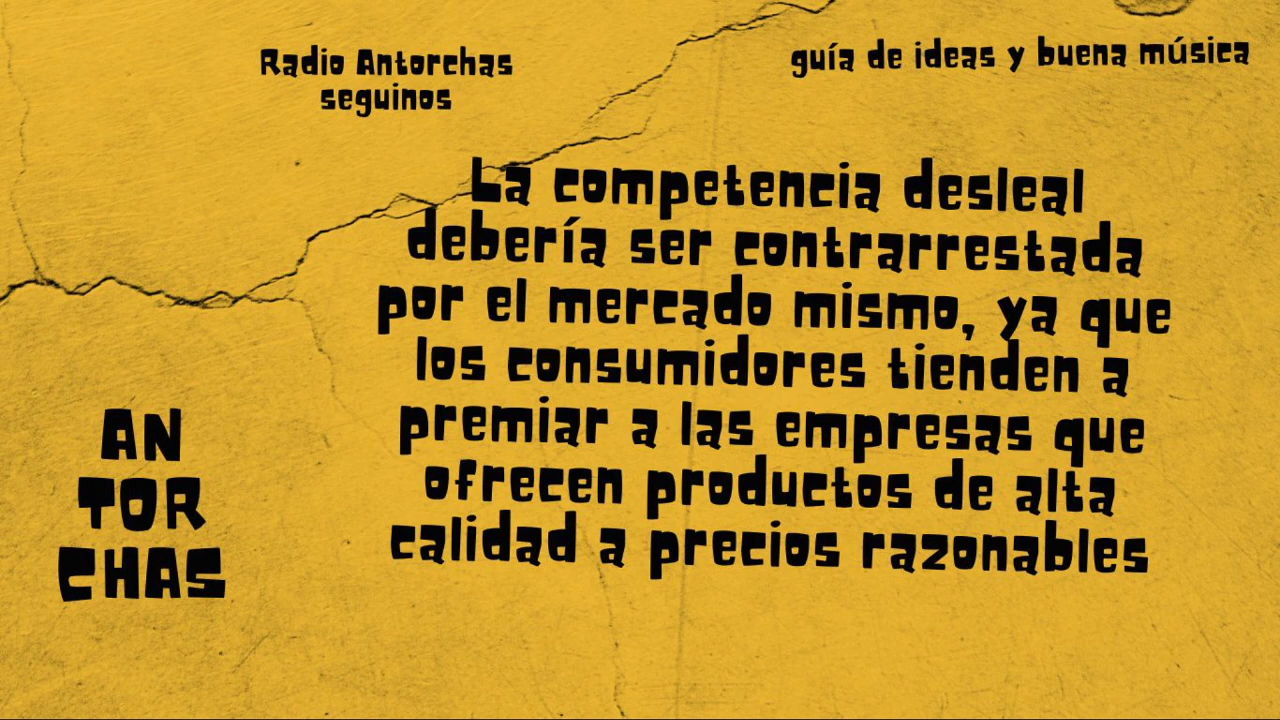 Radio Antorchas
seguinos
guía de ideas y buena música
La competencia desleal
debería ser contrarrestada
por el mercado mismo, ya que
los consumidores tienden a
premiar a las empresas que
ofrecen productos de alta
calidad a precios razonables
AN
TOR
CHAS